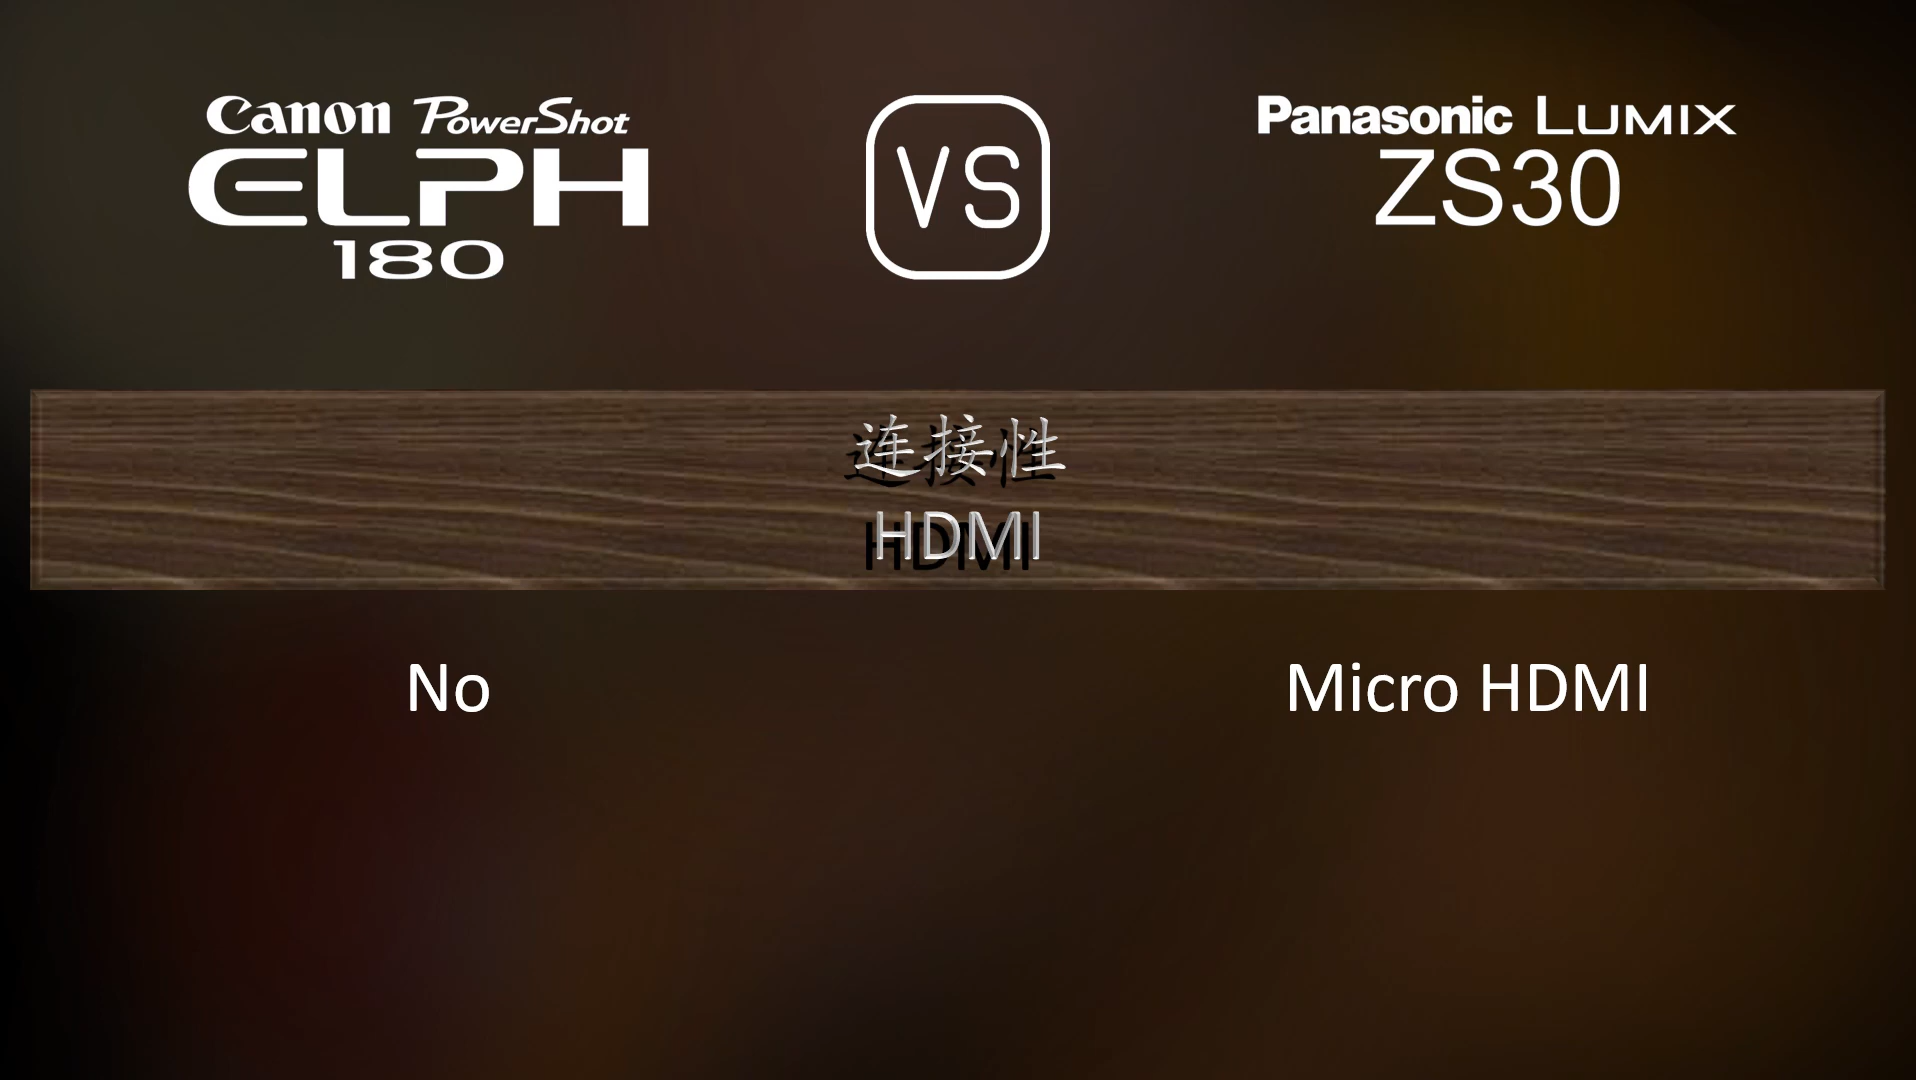 Canon PowerShot
ELPH
180
VS
Panasonic LUMIX
ZS30
连接性
HDMI
No
Micro HDMI